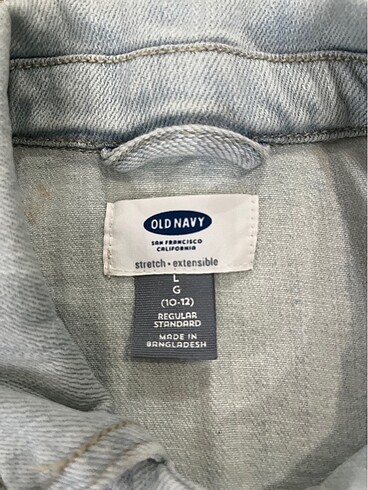 OLD NAVY
SAN FRANCISCO
CALIFORNIA
stretch • extensible
L
G
(10-12)
REGULAR
STANDARD
MADE IN
BANGLADESH